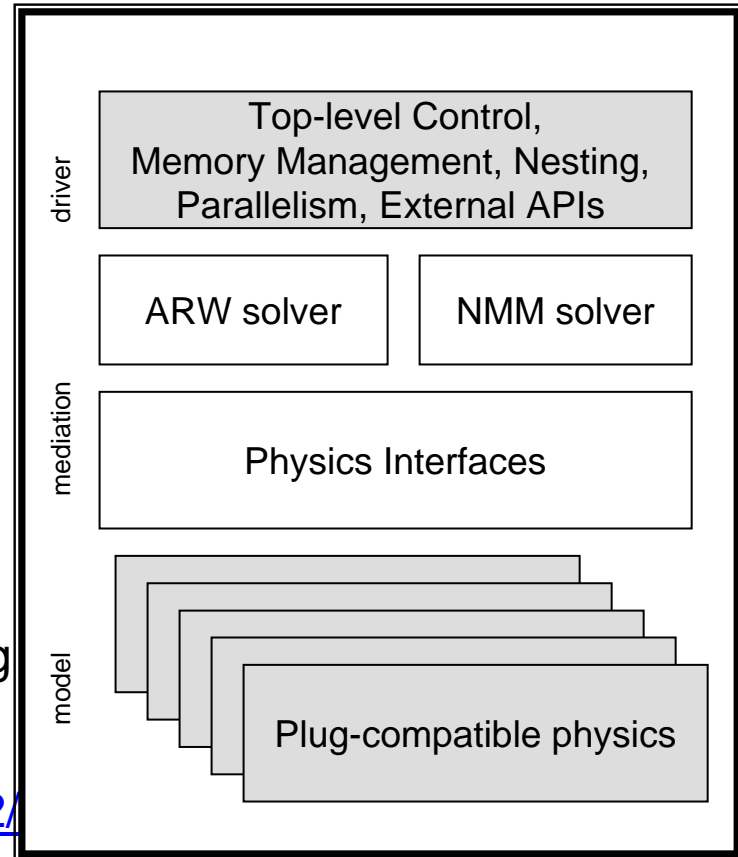 driver
Top-level Control,
Memory Management, Nesting,
Parallelism, External APIs
ARW solver
NMM solver
mediation
Physics Interfaces
model
Plug-compatible physics
g
2/